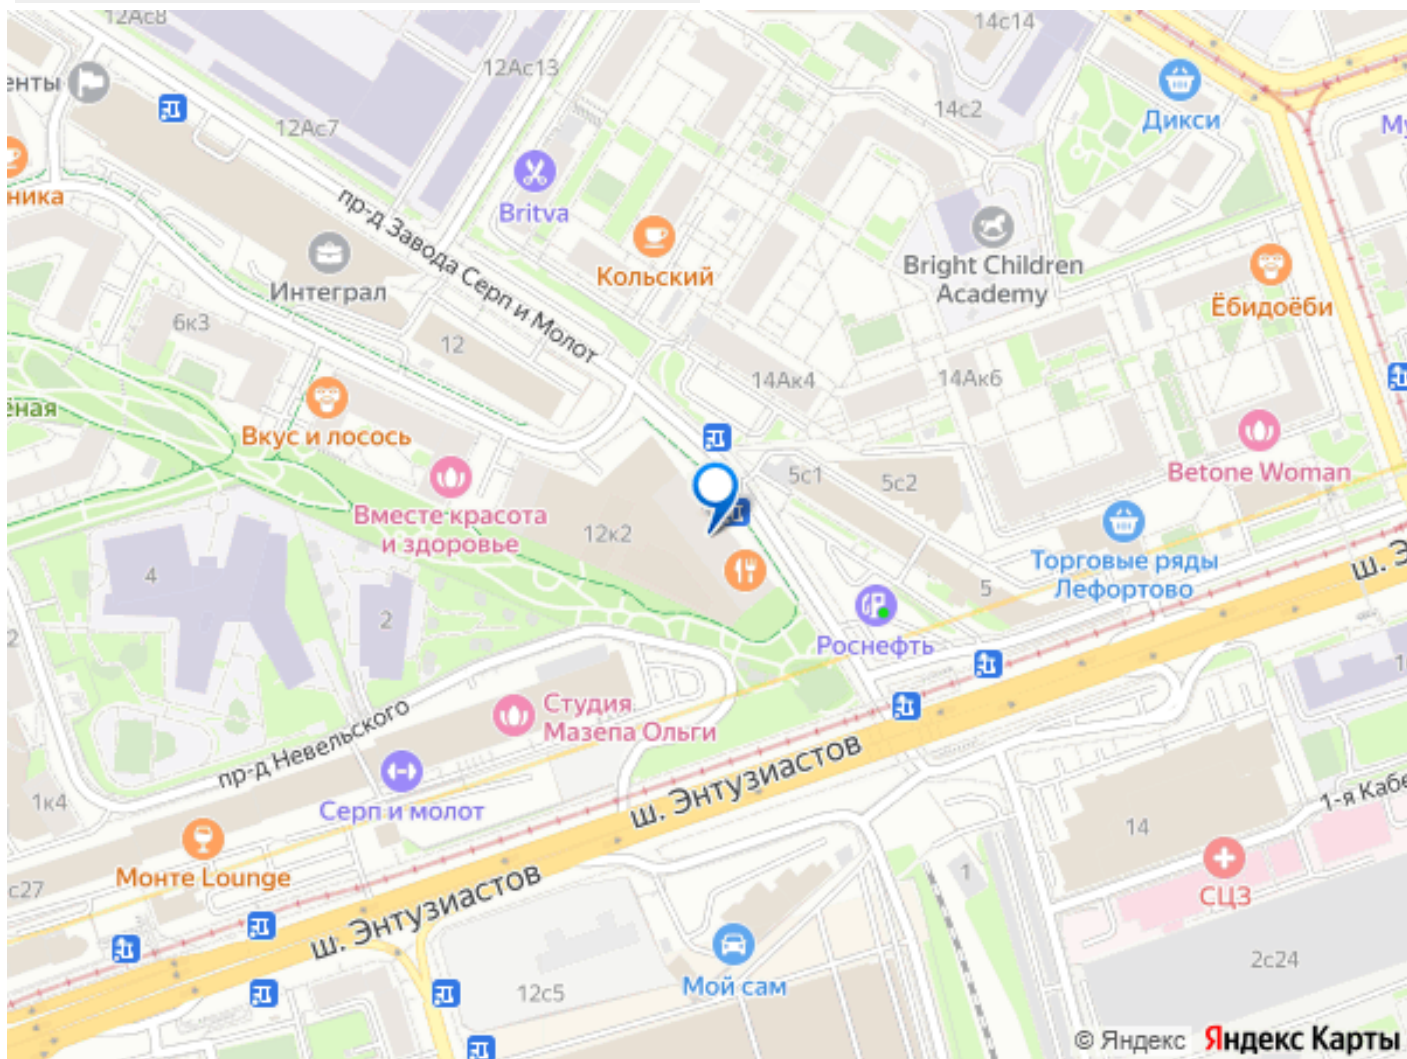 12Ас8
14с14
12Ас13
енты
14с2
Дикси
12Ас7
Му
ника
Britva
пр-д Завода Серп и Молот
Кольский
Bright Children
Academy
Интеграл
Ёбидоёби
6к3
12
14Ак4
14Ак6
еная
Вкус и лосось
Betone Woman
5с1
5с2
Вместе красота
и здоровье
12к2
Торговые ряды
Лефортово
ш. Э
4
2
5
2
Роснефть
1
Студия
Мазепа Ольги
пр-д Невельского
ш. Энтузиастов
1-я Кабе
1к4
Серп и молот
14
Монте Lounge
с27
СЦЗ
1
ш. Энтузиастов
2с24
Мой сам
12с5
© Яндекс Яндекс Карты